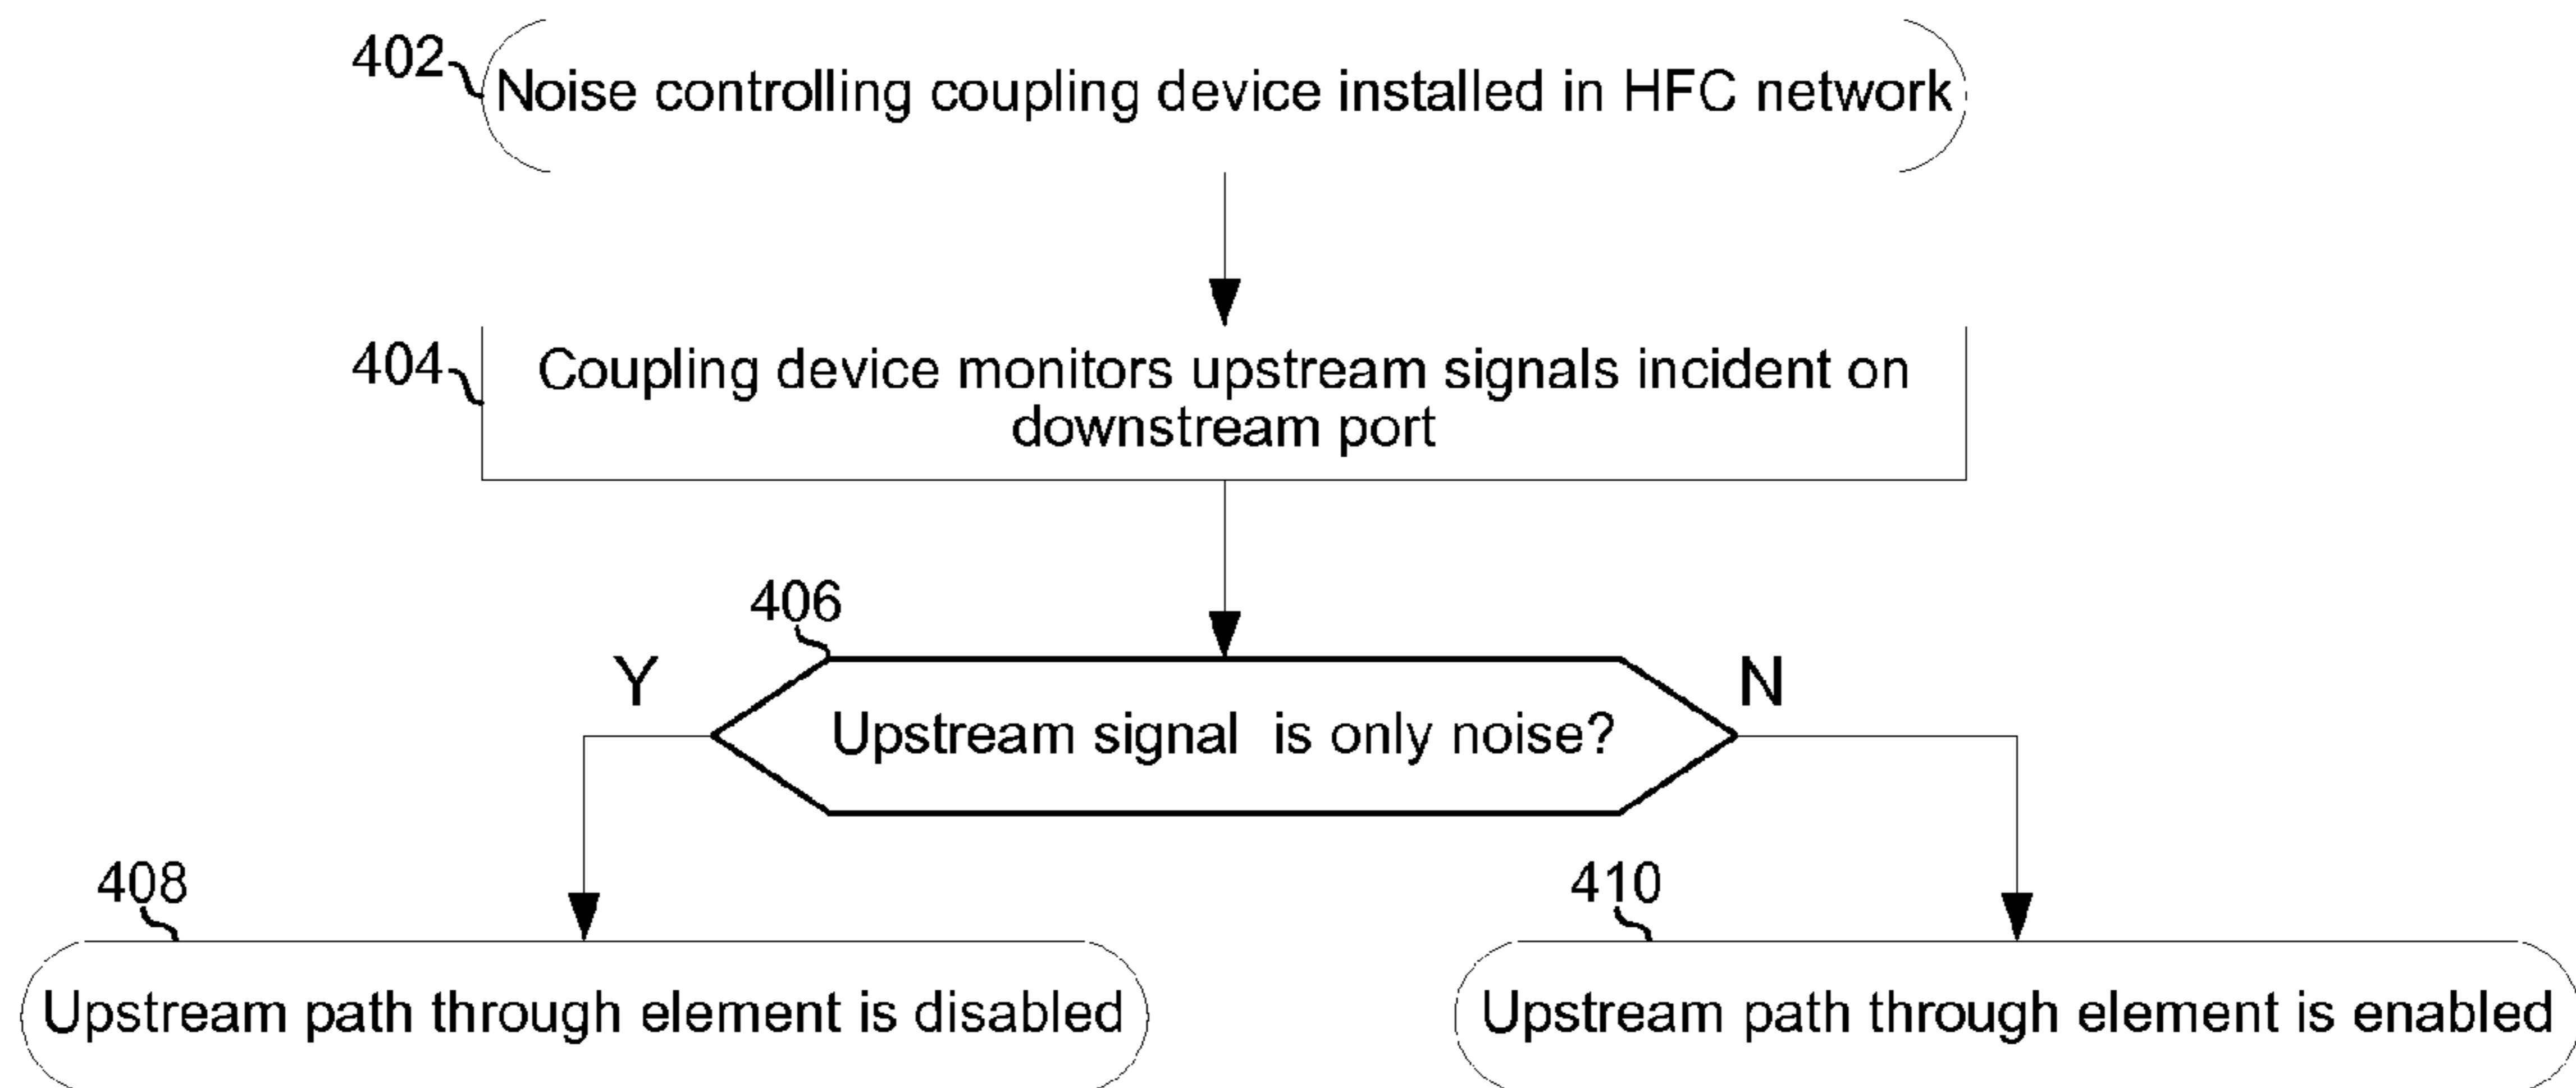 402
Noise controlling coupling device installed in HFC network
404
Coupling device monitors upstream signals incident on
downstream port
406
Y
N
Upstream signal is only noise?
408
410
Upstream path through element is disabled
Upstream path through element is enabled